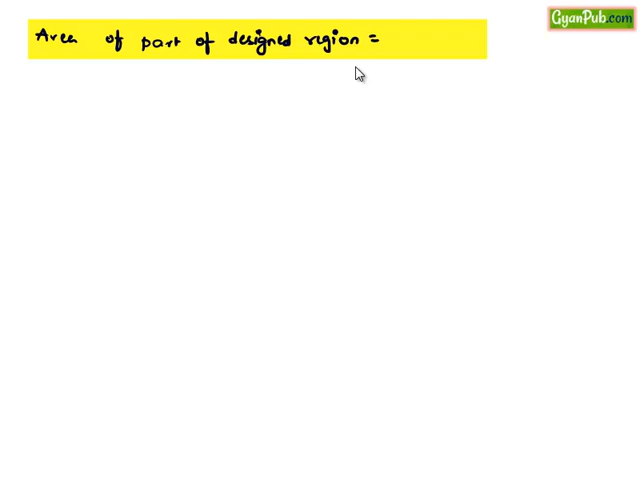 GyanPub.com
Area of part of designed region =